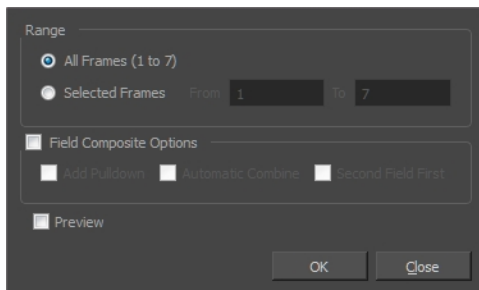 Range
All Frames (1 to 7)
Selected Frames From 1 To 7
Field Composite Options
Add Pulldown Automatic Combine Second Field First
Preview
OK Close